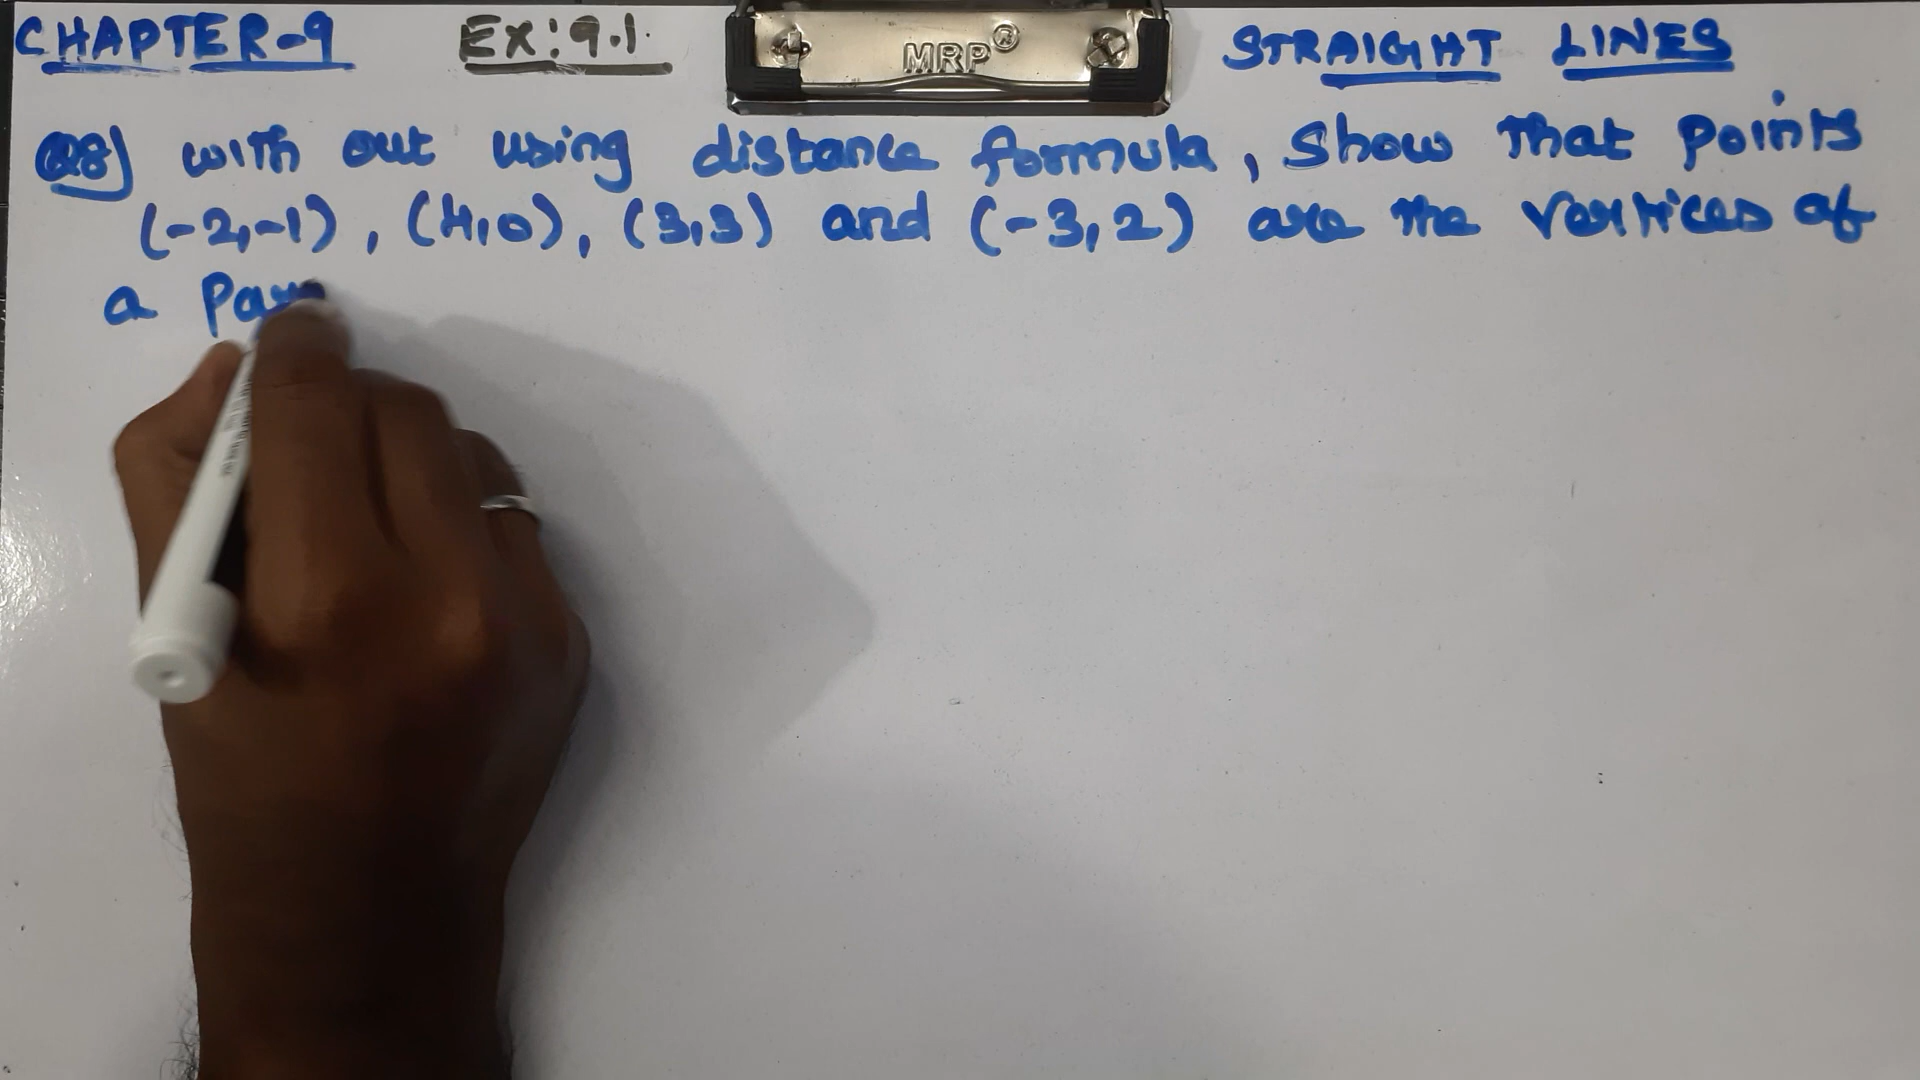 CHAPTER-9 EX: 9.1. MRP® STRAIGHT LINES
Q8) with out using distance formula, Show that points
(-2,-1), (4,0), (3,3) and (-3,2) are the vertices of
a Par